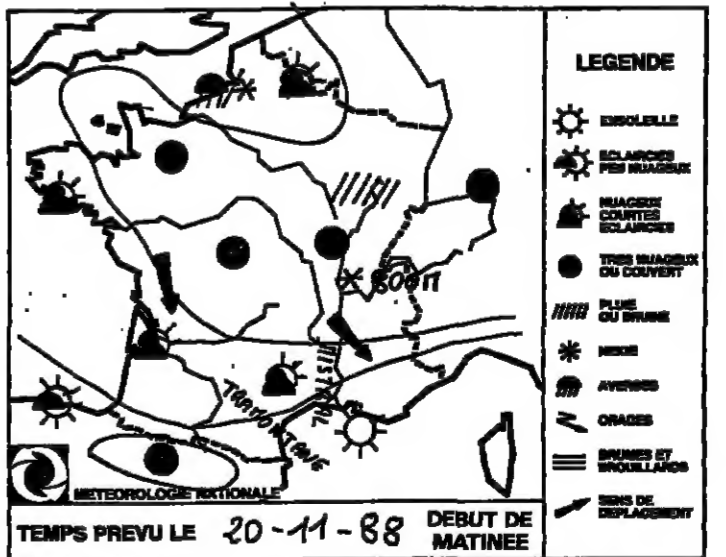 800 M
MISTRAL
TRAMONTANE
METEOROLOGIE NATIONALE
TEMPS PREVU LE 20-11-88 DEBUT DE
MATINEE
LEGENDE
ENSOLEILLE
ECLAIRCIES
PEU NUAGEUX
NUAGEUX
COURTES
ECLAIRCIES
TRES NUAGEUX
OU COUVERT
PLUIE
OU BRUINE
NEIGE
AVERSES
ORAGES
BRUMES ET
BROUILLARDS
SENS DE
DEPLACEMENT